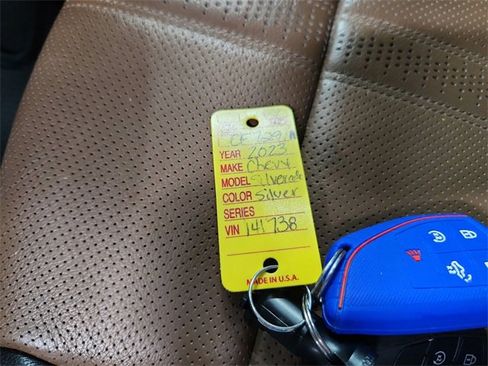 YEAR 2023
MAKE Chevy
MODEL Silverado
COLOR Silver
SERIES
VIN 141738
MADE IN U.S.A.